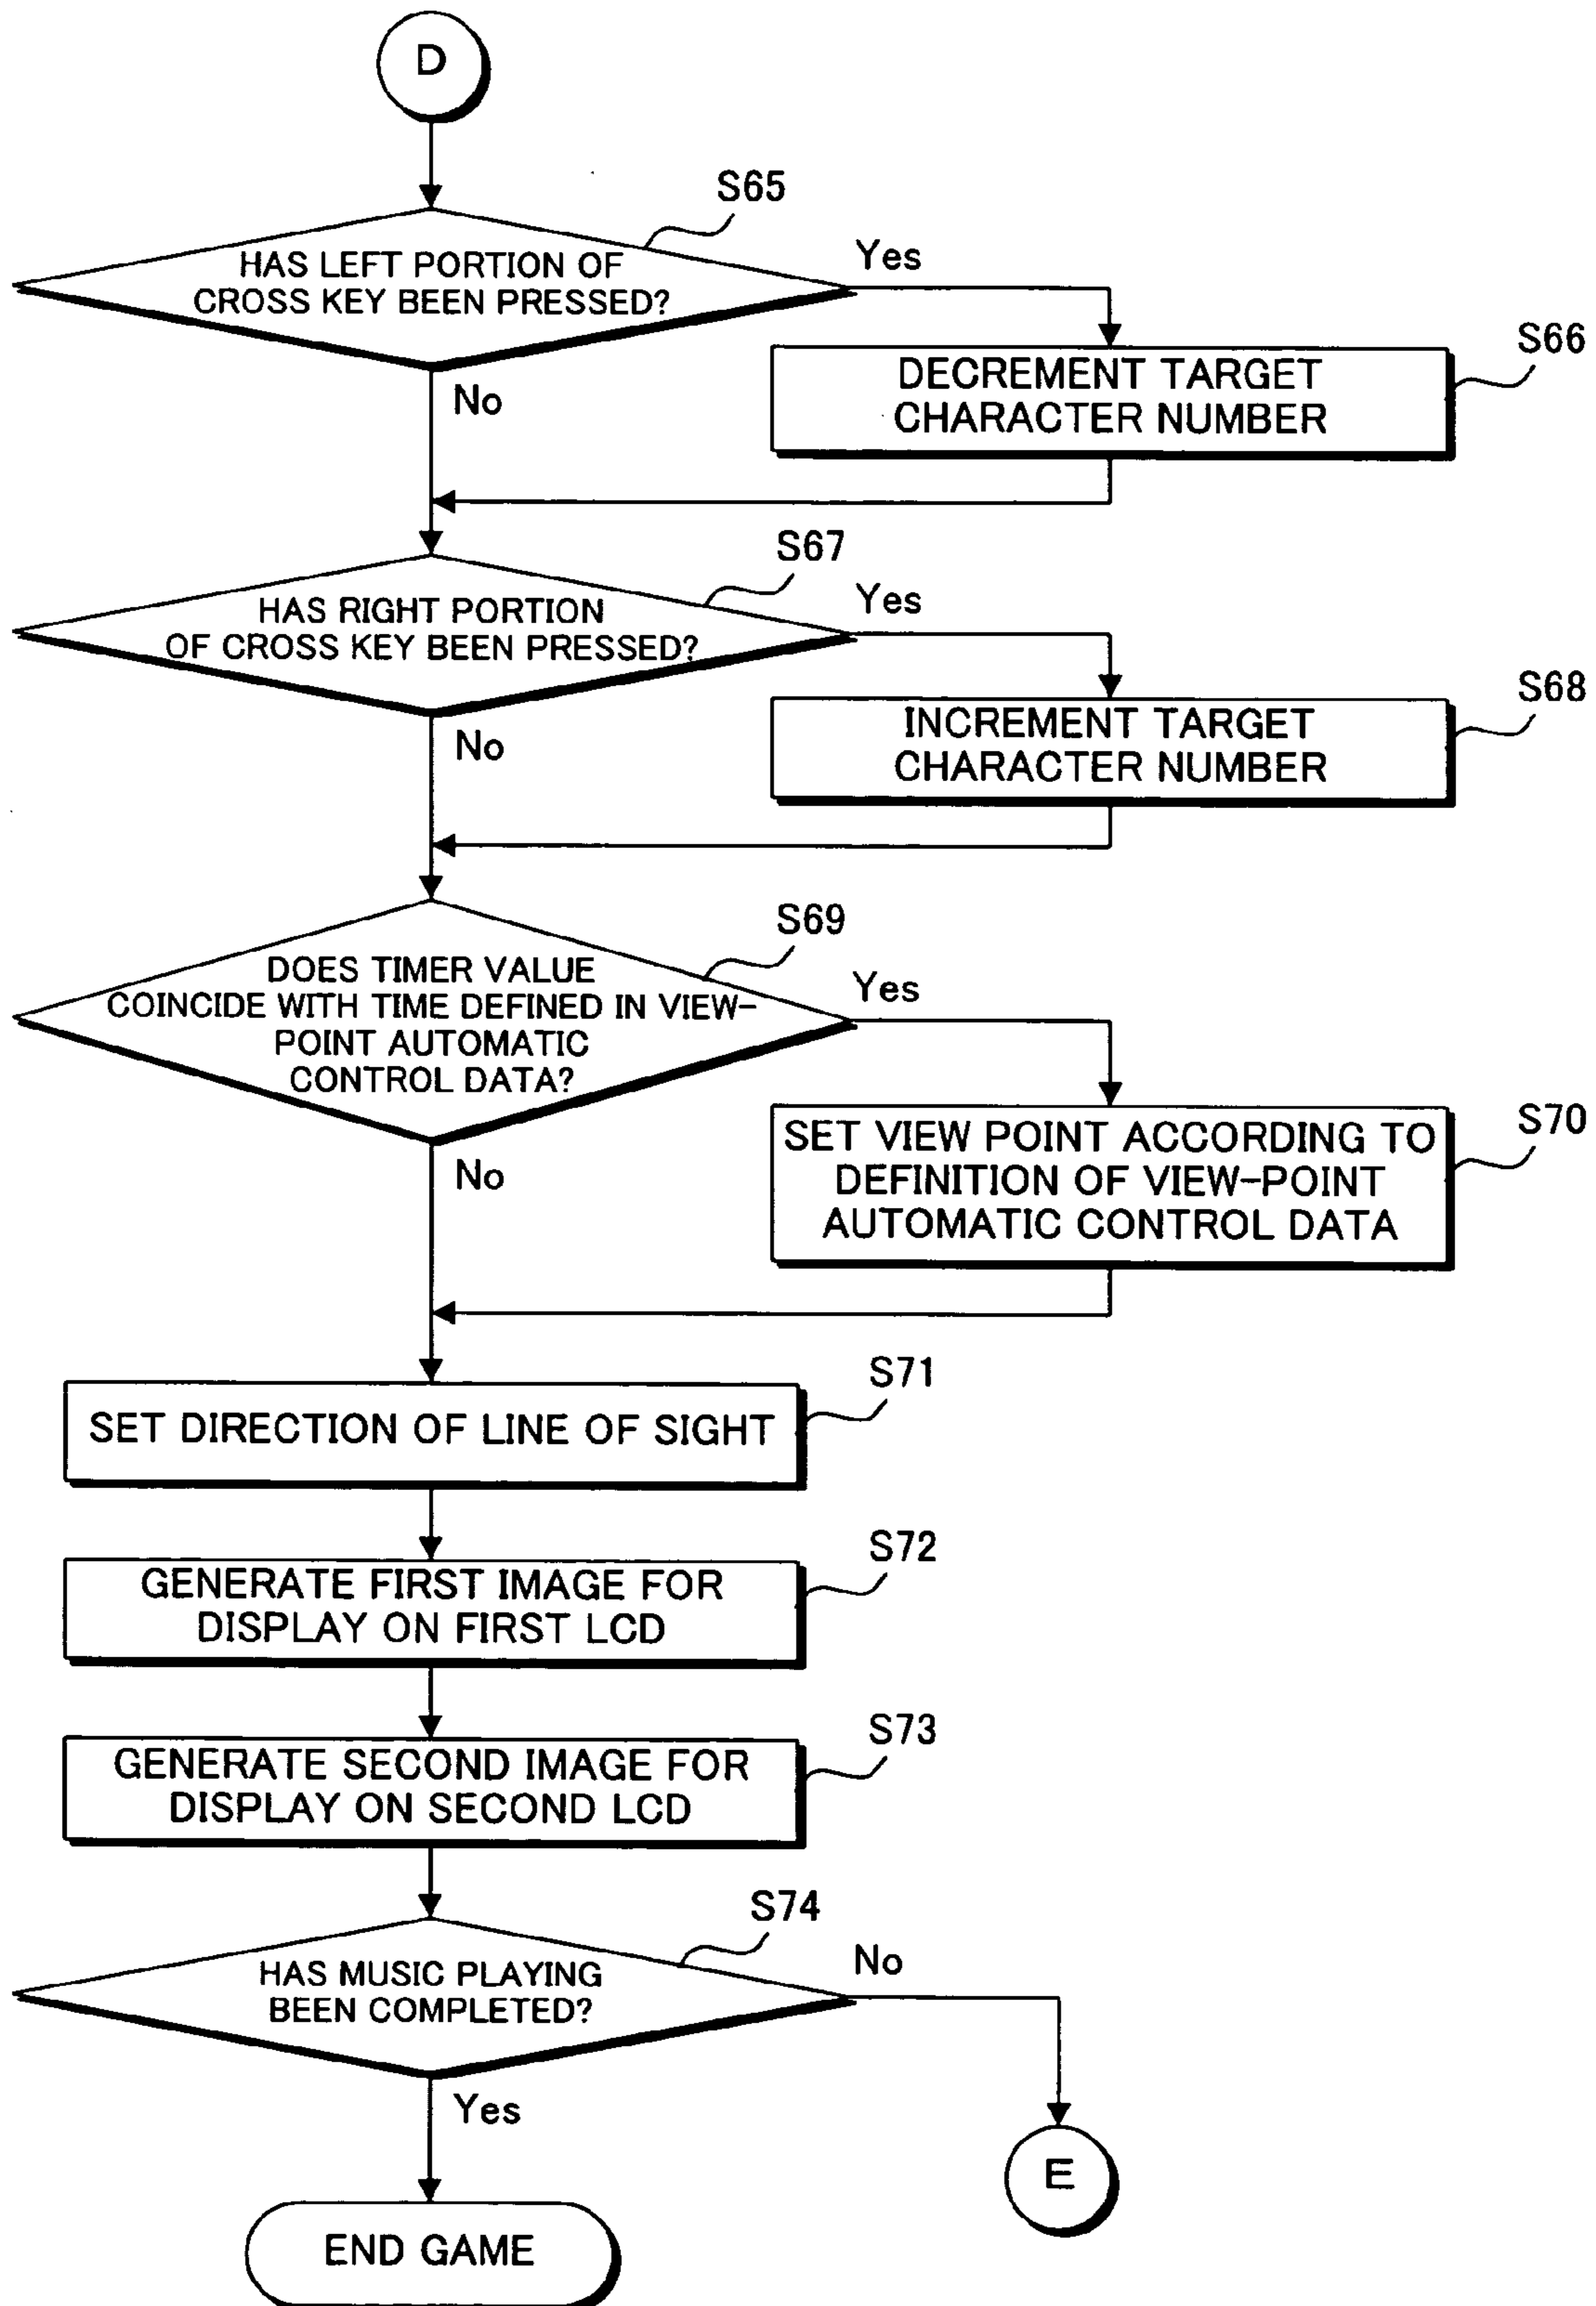 D
S65
HAS LEFT PORTION OF
CROSS KEY BEEN PRESSED?
Yes
No
S66
DECREMENT TARGET
CHARACTER NUMBER
S67
HAS RIGHT PORTION
OF CROSS KEY BEEN PRESSED?
Yes
No
S68
INCREMENT TARGET
CHARACTER NUMBER
S69
DOES TIMER VALUE
COINCIDE WITH TIME DEFINED IN VIEW-
POINT AUTOMATIC
CONTROL DATA?
Yes
No
S70
SET VIEW POINT ACCORDING TO
DEFINITION OF VIEW-POINT
AUTOMATIC CONTROL DATA
S71
SET DIRECTION OF LINE OF SIGHT
S72
GENERATE FIRST IMAGE FOR
DISPLAY ON FIRST LCD
S73
GENERATE SECOND IMAGE FOR
DISPLAY ON SECOND LCD
S74
HAS MUSIC PLAYING
BEEN COMPLETED?
No
Yes
E
END GAME